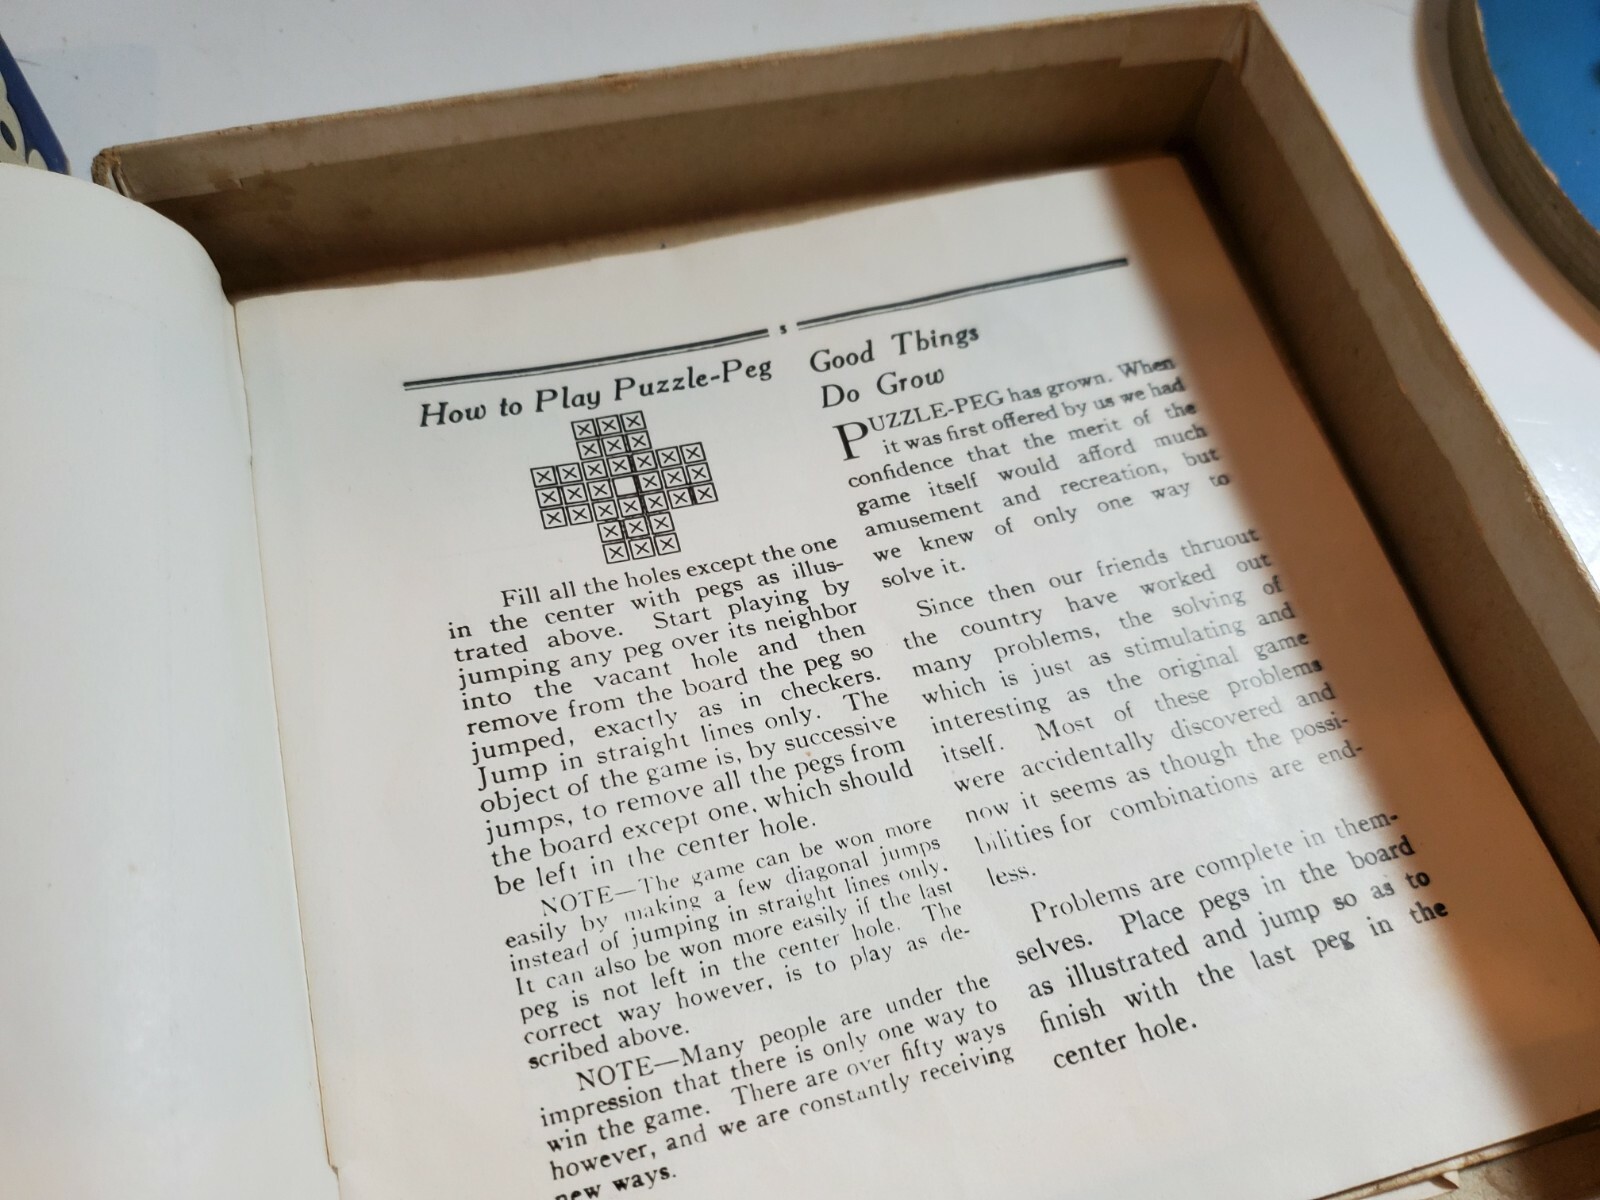 s
How to Play Puzzle-Peg
Fill all the holes except the one
in the center with pegs as illus-
trated above. Start playing by
jumping any peg over its neighbor
into the vacant hole and then
remove from the board the peg so
jumped, exactly as in checkers.
Jump in straight lines only. The
object of the game is, by successive
jumps, to remove all the pegs from
the board except one, which should
be left in the center hole.
NOTE—The game can be won more
easily by making a few diagonal jumps
instead of jumping in straight lines only.
It can also be won more easily if the last
peg is not left in the center hole. The
correct way however, is to play as de-
scribed above.
NOTE—Many people are under the
impression that there is only one way to
win the game. There are over fifty ways
however, and we are constantly receiving
new ways.
Good Things
Do Grow
PUZZLE-PEG has grown. When
it was first offered by us we had
confidence that the merit of the
game itself would afford much
amusement and recreation, but
we knew of only one way to
solve it.
Since then our friends thruout
the country have worked out
many problems, the solving of
which is just as stimulating and
interesting as the original game
itself. Most of these problems
were accidentally discovered and
now it seems as though the possi-
bilities for combinations are end-
less.
Problems are complete in them-
selves. Place pegs in the board
as illustrated and jump so as to
finish with the last peg in the
center hole.